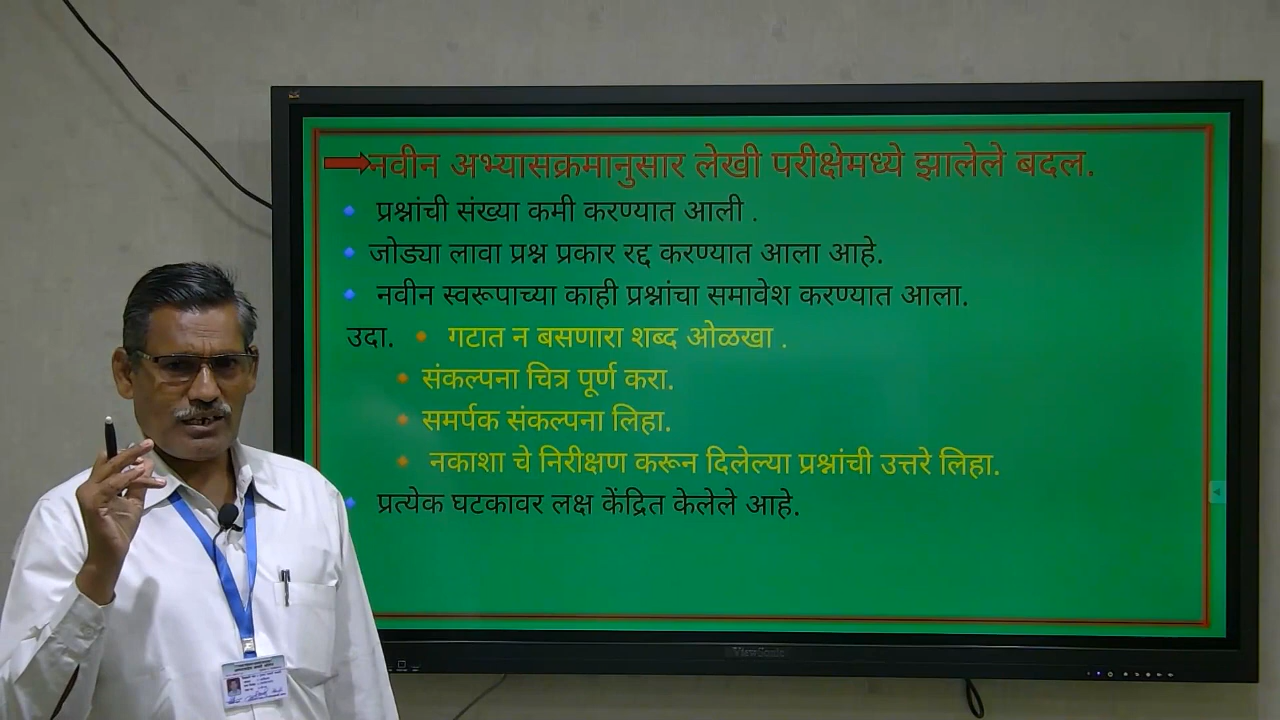 नवीन अभ्यासक्रमानुसार लेखी परीक्षेमध्ये झालेले बदल.
प्रश्नांची संख्या कमी करण्यात आली .
जोड्या लावा प्रश्न प्रकार रद्द करण्यात आला आहे.
नवीन स्वरूपाच्या काही प्रश्नांचा समावेश करण्यात आला.
उदा. • गटात न बसणारा शब्द ओळखा .
• संकल्पना चित्र पूर्ण करा.
• समर्पक संकल्पना लिहा.
• नकाशा चे निरीक्षण करून दिलेल्या प्रश्नांची उत्तरे लिहा.
प्रत्येक घटकावर लक्ष केंद्रित केलेले आहे.
ViewSonic